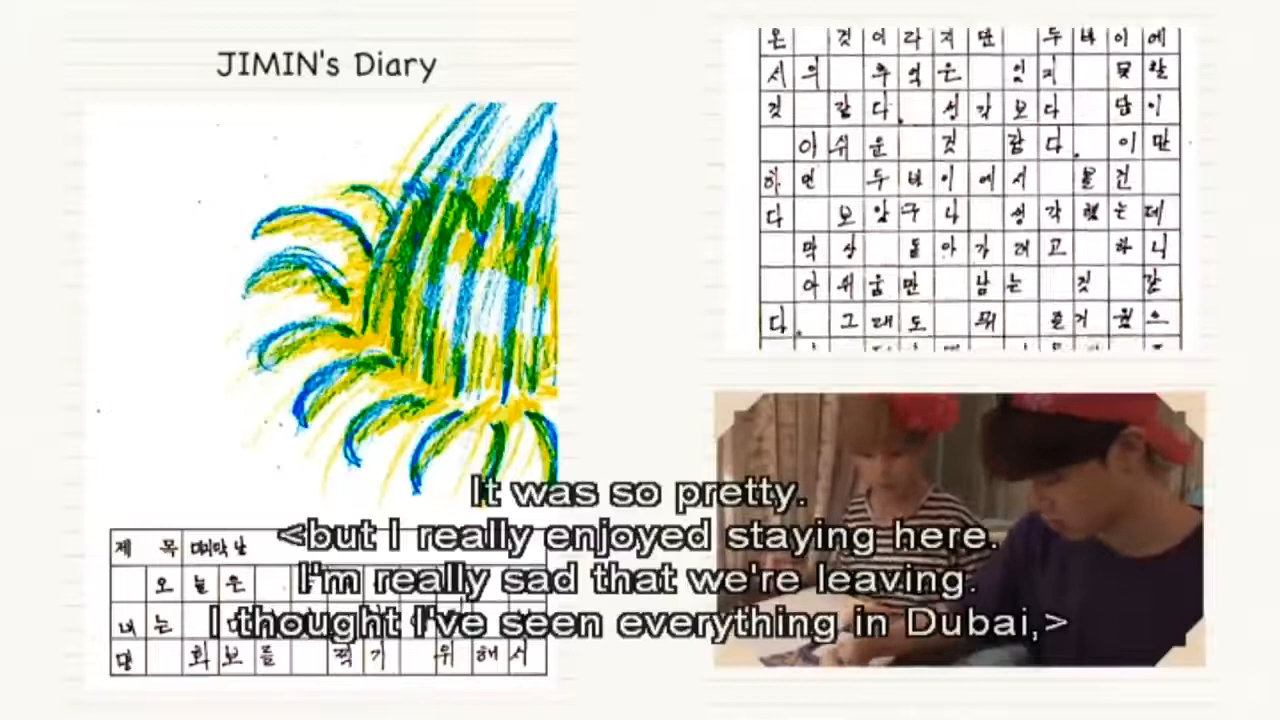 JIMIN's Diary
제 목 마지막 날
오늘은
화보를 찍기 위해서
온 것이라지만 두바이에
서의 추억은 잊지 못할
것 같다. 생각보다 많이
아쉬운 것 같다. 이만
하면 두바이에서 볼건
다 보았구나 생각했는데
막상 돌아가려고 하니
아쉬움만 남는 것 같
다. 그래도 즐거웠으
It was so pretty.
<but I really enjoyed staying here.
I'm really sad that we're leaving.
I thought I've seen everything in Dubai,>